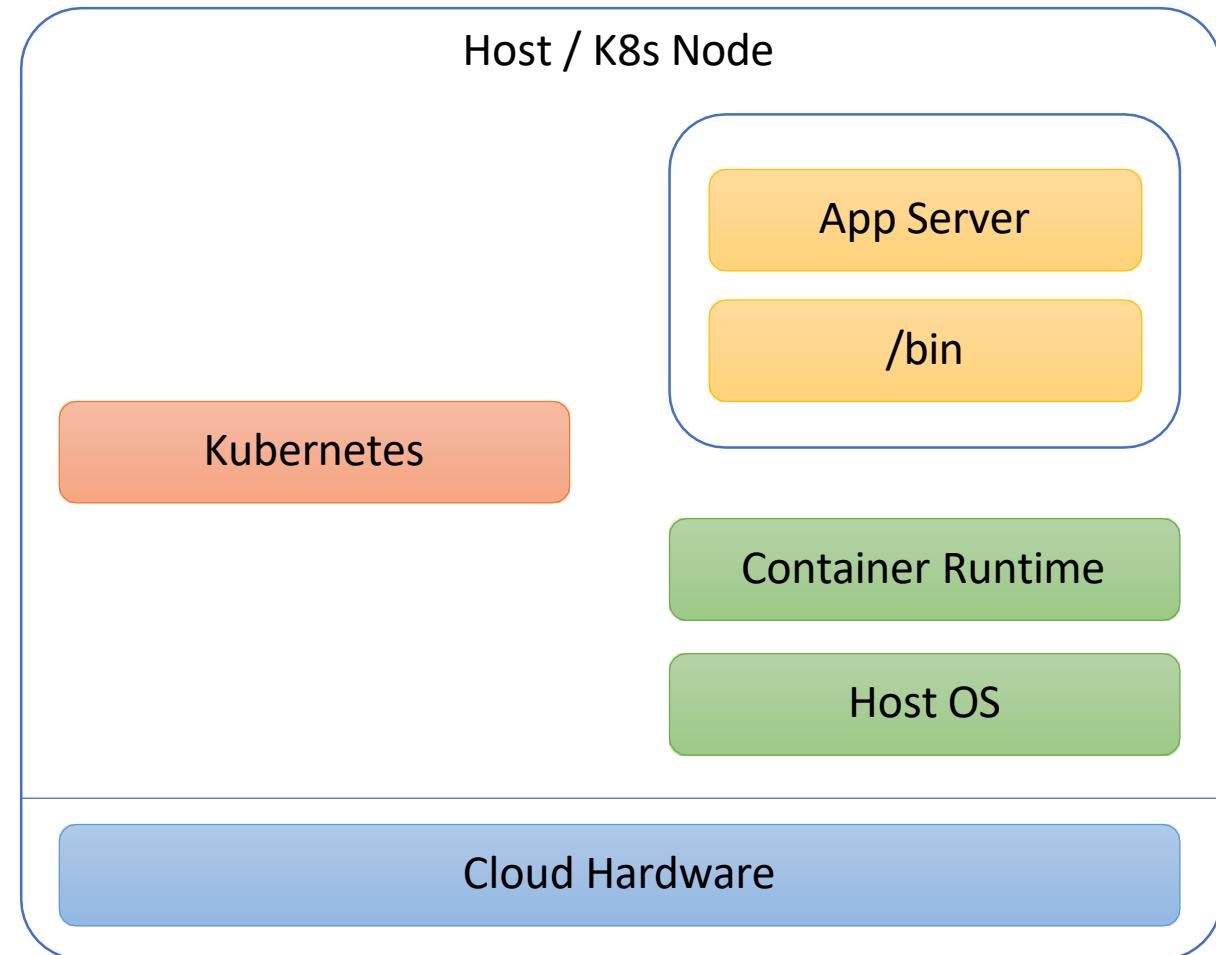 Host / K8s Node
App Server
/bin
Kubernetes
Container Runtime
Host OS
Cloud Hardware